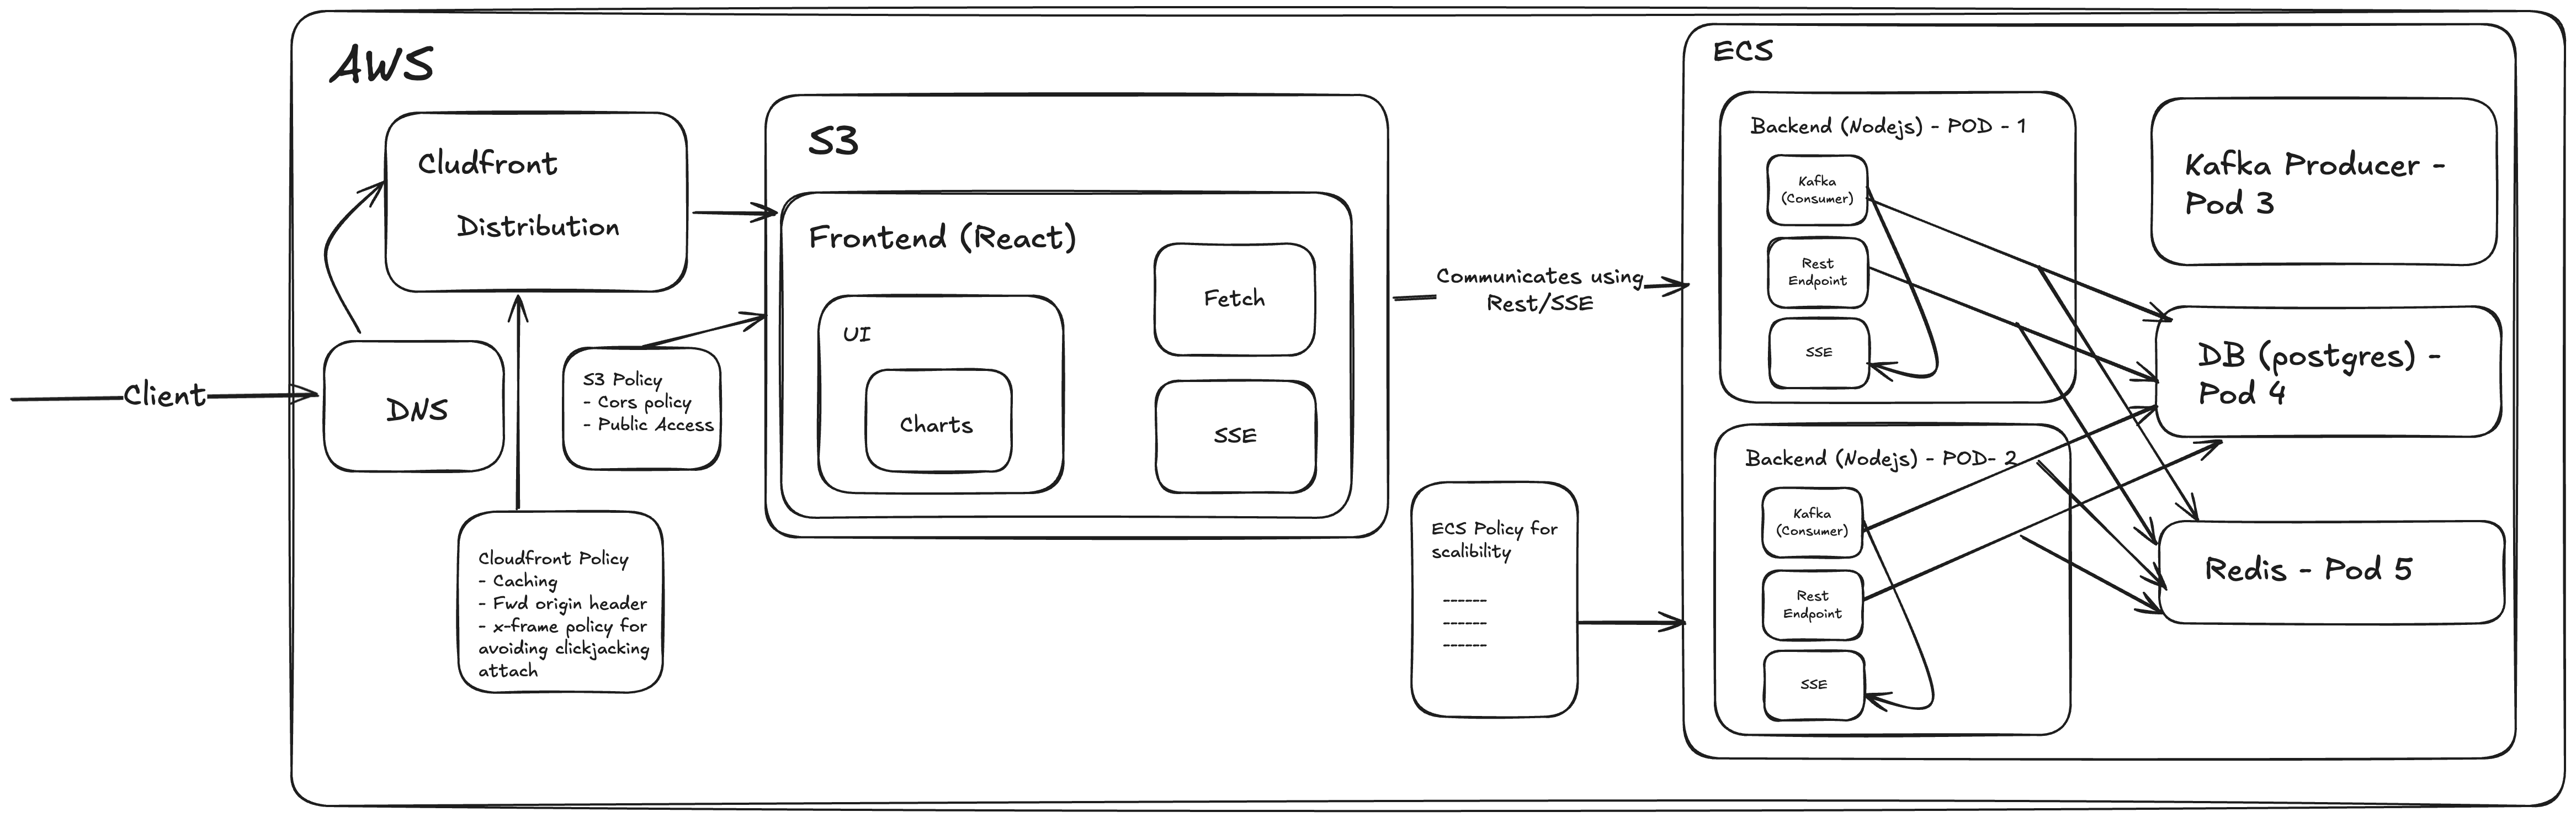 AWS
Cludfront
Distribution
Client
DNS
S3 Policy
- Cors policy
- Public Access
Cloudfront Policy
- Caching
- Fwd origin header
- x-frame policy for
avoiding clickjacking
attach
S3
Frontend (React)
UI
Charts
Fetch
SSE
Communicates using
Rest/SSE
ECS Policy for
scalibility
------
------
------
ECS
Backend (Nodejs) - POD - 1
Kafka
(Consumer)
Rest
Endpoint
SSE
Backend (Nodejs) - POD- 2
Kafka
(Consumer)
Rest
Endpoint
SSE
Kafka Producer -
Pod 3
DB (postgres) -
Pod 4
Redis - Pod 5